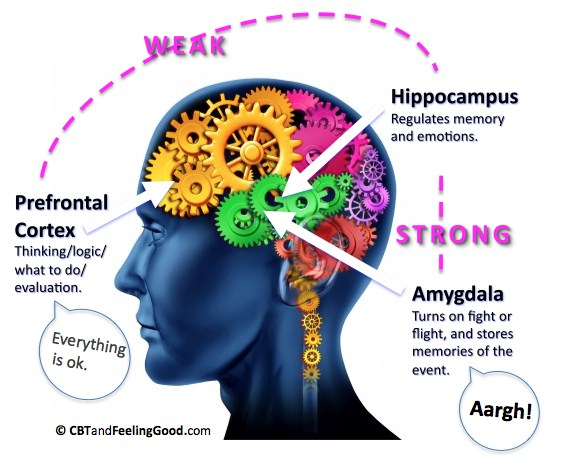 WEAK
Hippocampus
Regulates memory
and emotions.
Prefrontal
Cortex
Thinking/logic/
what to do/
evaluation.
STRONG
Amygdala
Turns on fight or
flight, and stores
memories of the
event.
Everything
is ok.
Aargh!
© CBTandFeelingGood.com